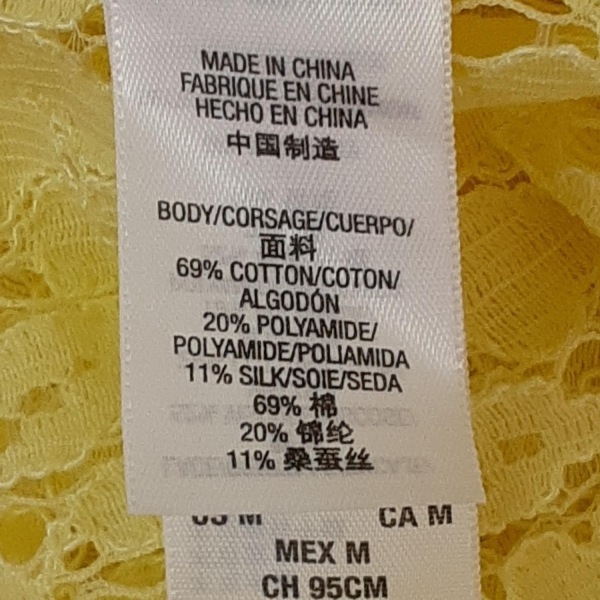 MADE IN CHINA
FABRIQUE EN CHINE
HECHO EN CHINA
中国制造
BODY/CORSAGE/CUERPO/
面料
69% COTTON/COTON/
ALGODÓN
20% POLYAMIDE/
POLYAMIDE/POLIAMIDA
11% SILK/SOIE/SEDA
69% 棉
20% 锦纶
11% 桑蚕丝
US M CA M
MEX M
CH 95CM